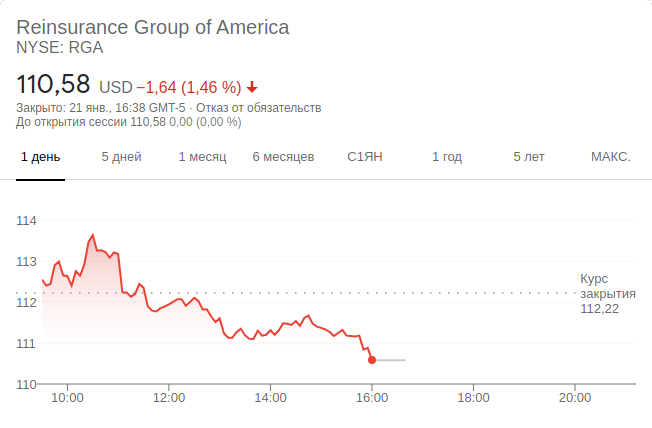 Reinsurance Group of America
NYSE: RGA
110,58 USD −1,64 (1,46 %)
Закрыто: 21 янв., 16:38 GMT-5 · Отказ от обязательств
До открытия сессии 110,58 0,00 (0,00 %)
1 день 5 дней 1 месяц 6 месяцев С1ЯН 1 год 5 лет МАКС.
114
113
Курс
закрытия
112,22
112
111
110
10:00 12:00 14:00 16:00 18:00 20:00